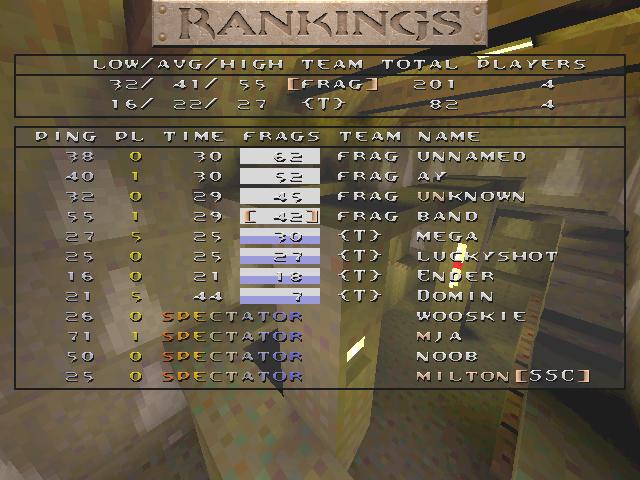 RANKINGS
LOW/AVG/HIGH TEAM TOTAL PLAYERS
32/ 41/ 55 [FRAG] 201 4
16/ 22/ 27 {T} 82 4
PING PL TIME FRAGS TEAM NAME
38 0 30 62 FRAG UNNAMED
40 1 30 52 FRAG AY
32 0 29 45 FRAG UNKNOWN
55 1 29 [ 42] FRAG BAND
27 5 25 30 {T} MEGA
25 0 25 27 {T} LUCKYSHOT
16 0 21 18 {T} ENDER
21 5 44 7 {T} DOMIN
26 0 SPECTATOR WOOSKIE
71 1 SPECTATOR MJA
50 0 SPECTATOR NOOB
25 0 SPECTATOR MILTON[SSC]